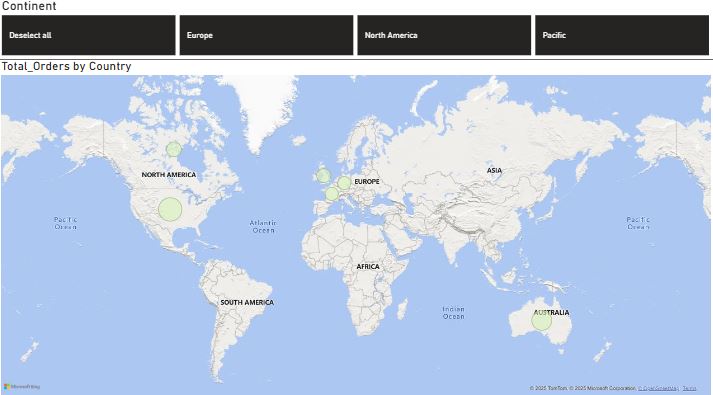 Continent
Deselect all
Europe
North America
Pacific
Total_Orders by Country
NORTH AMERICA
EUROPE
ASIA
Pacific
Ocean
Atlantic
Ocean
Pacific
Ocean
AFRICA
SOUTH AMERICA
Indian
Ocean
AUSTRALIA
Microsoft Bing
© 2025 TomTom, © 2025 Microsoft Corporation, © OpenStreetMap Terms